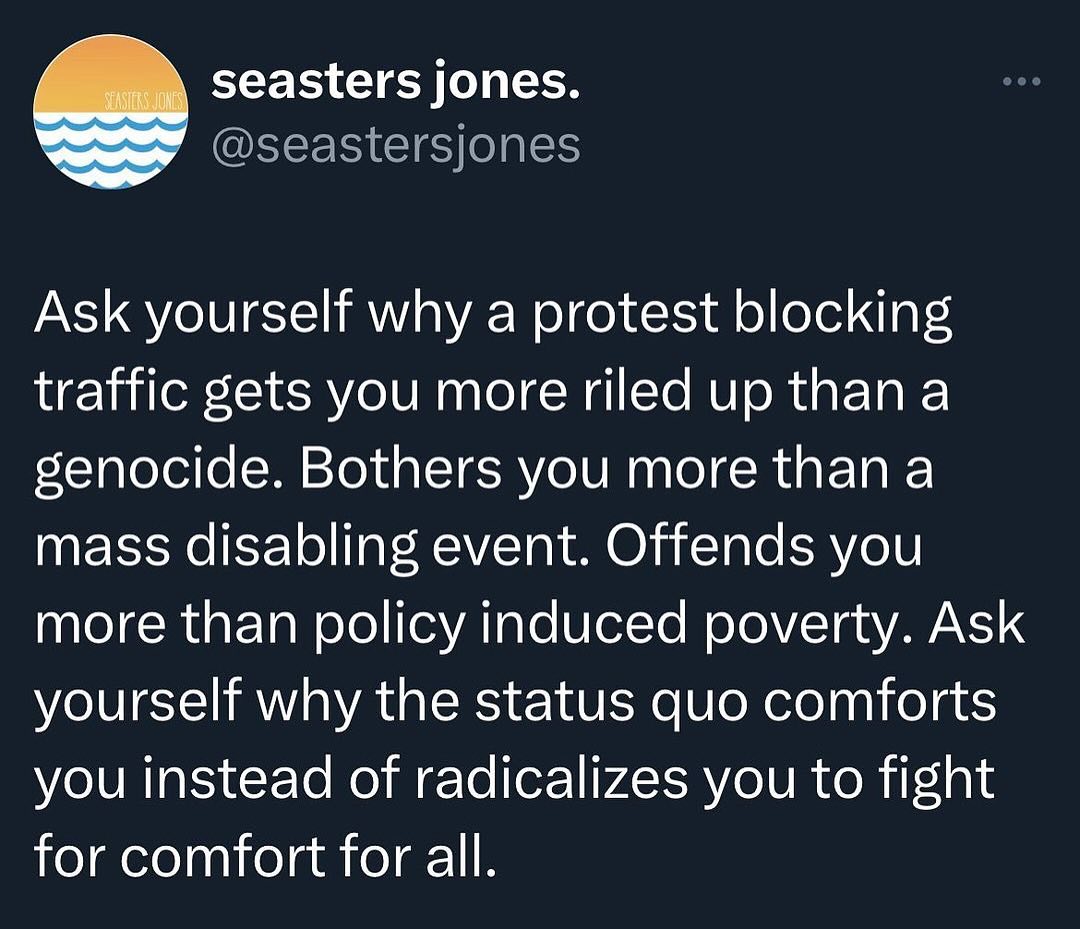 SEASTERS JONES
seasters jones.
@seastersjones
Ask yourself why a protest blocking
traffic gets you more riled up than a
genocide. Bothers you more than a
mass disabling event. Offends you
more than policy induced poverty. Ask
yourself why the status quo comforts
you instead of radicalizes you to fight
for comfort for all.